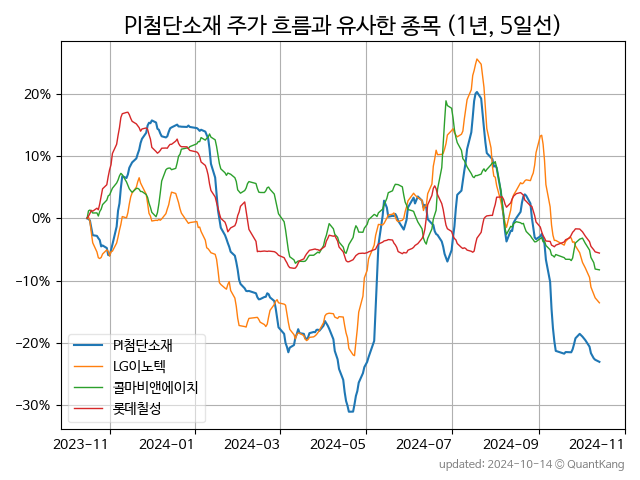 PI첨단소재 주가 흐름과 유사한 종목 (1년, 5일선)
20%
10%
0%
−10%
−20%
−30%
PI첨단소재
LG이노텍
콜마비앤에이치
롯데칠성
2023-11 2024-01 2024-03 2024-05 2024-07 2024-09 2024-11
updated: 2024-10-14 © QuantKang